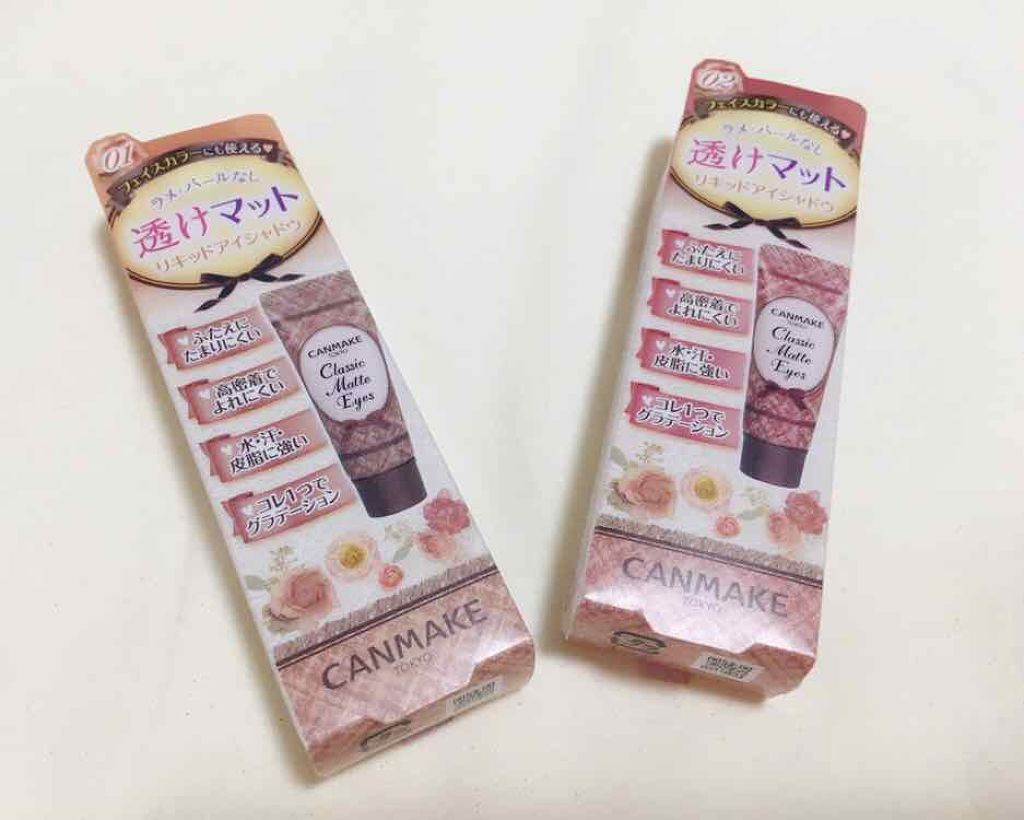 01
フェイスカラーにも使える♥
ラメ・パールなし
透けマット
リキッドアイシャドウ
ふたえに
たまりにくい
高密着で
よれにくい
水・汗・
皮脂に強い
コレ1つで
グラデーション
CANMAKE
TOKYO
Classic
Matte
Eyes
CANMAKE
TOKYO
02
フェイスカラーにも使える♥
ラメ・パールなし
透けマット
リキッドアイシャドウ
ふたえに
たまりにくい
高密着で
よれにくい
水・汗・
皮脂に強い
コレ1つで
グラデーション
CANMAKE
TOKYO
Classic
Matte
Eyes
CANMAKE
TOKYO